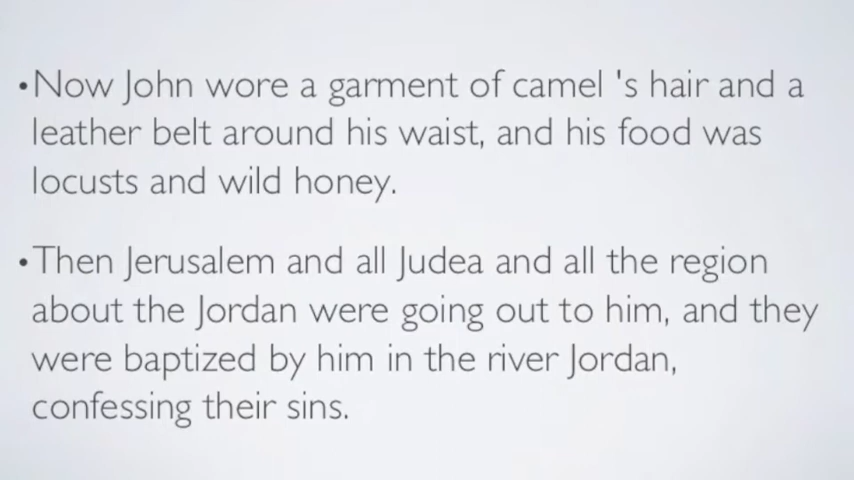 •Now John wore a garment of camel 's hair and a
leather belt around his waist, and his food was
locusts and wild honey.
•Then Jerusalem and all Judea and all the region
about the Jordan were going out to him, and they
were baptized by him in the river Jordan,
confessing their sins.